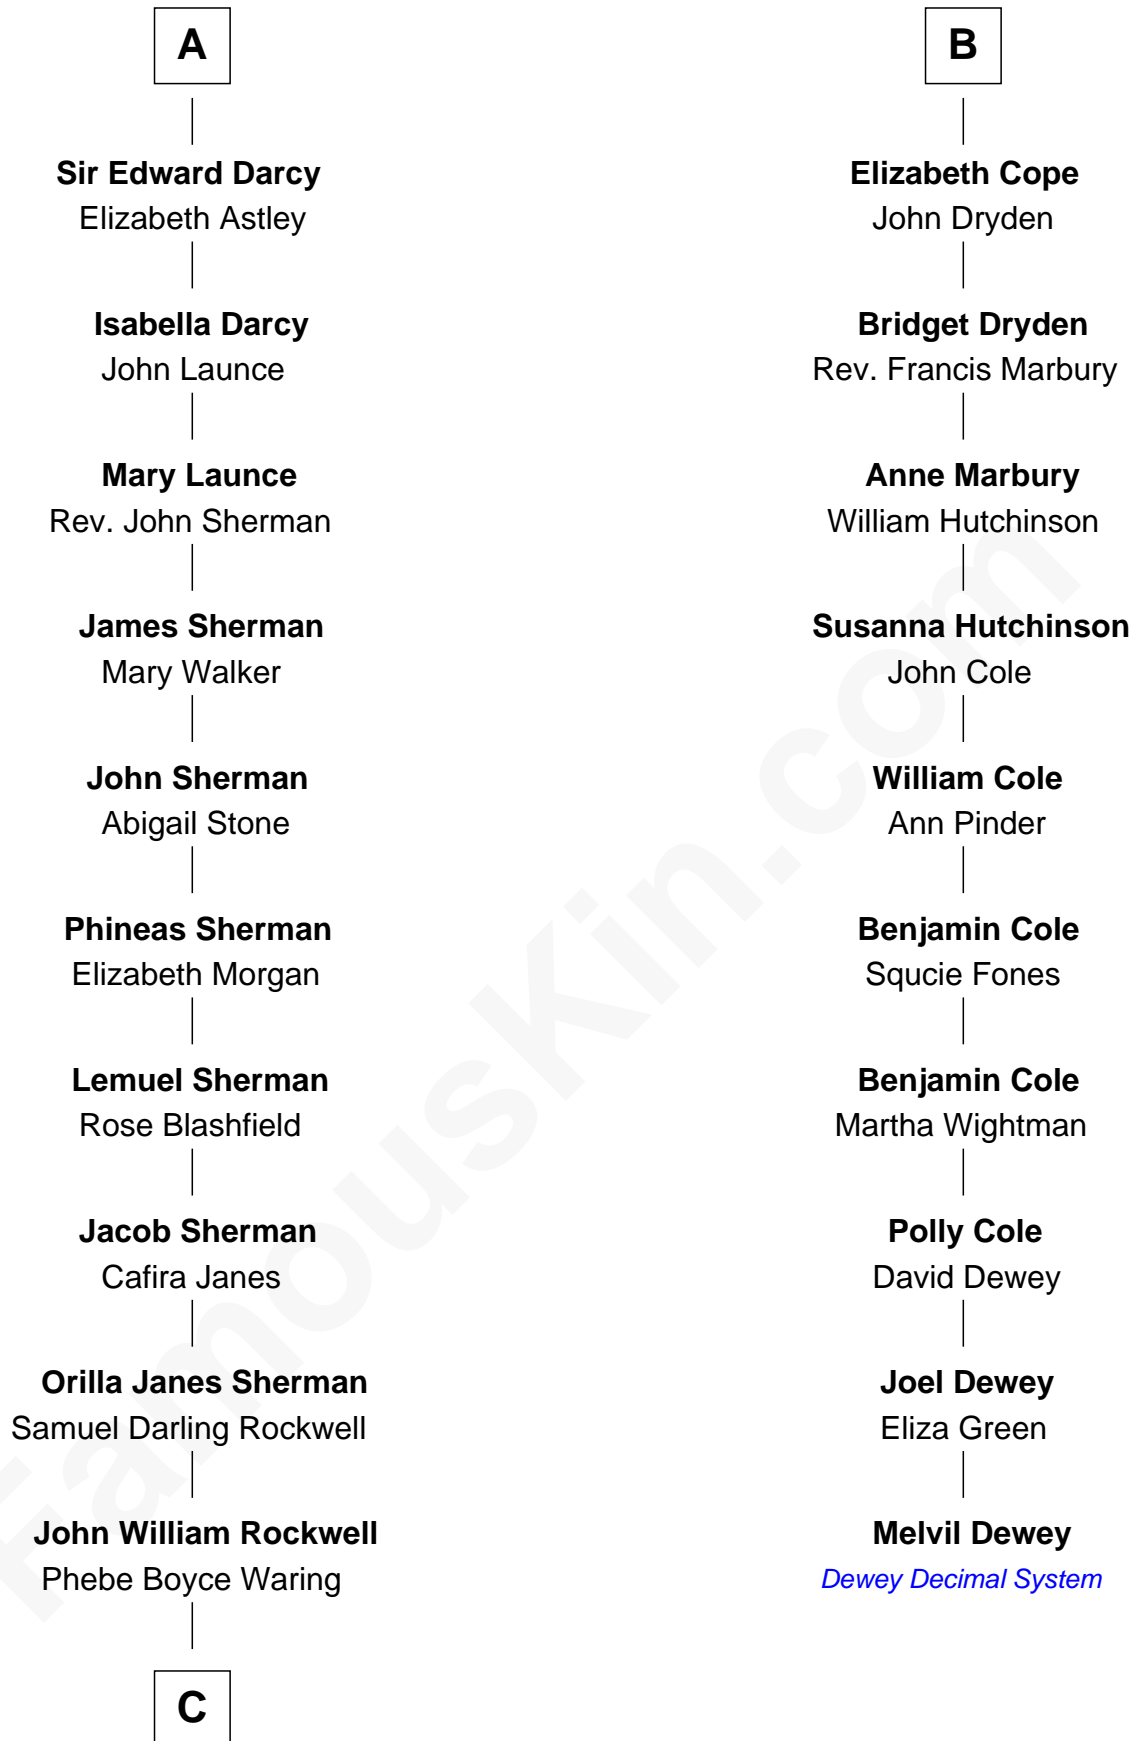 A
Sir Edward Darcy
Elizabeth Astley
Isabella Darcy
John Launce
Mary Launce
Rev. John Sherman
James Sherman
Mary Walker
John Sherman
Abigail Stone
Phineas Sherman
Elizabeth Morgan
Lemuel Sherman
Rose Blashfield
Jacob Sherman
Cafira Janes
Orilla Janes Sherman
Samuel Darling Rockwell
John William Rockwell
Phebe Boyce Waring
C
B
Elizabeth Cope
John Dryden
Bridget Dryden
Rev. Francis Marbury
Anne Marbury
William Hutchinson
Susanna Hutchinson
John Cole
William Cole
Ann Pinder
Benjamin Cole
Squcie Fones
Benjamin Cole
Martha Wightman
Polly Cole
David Dewey
Joel Dewey
Eliza Green
Melvil Dewey
Dewey Decimal System
FamousKin.com